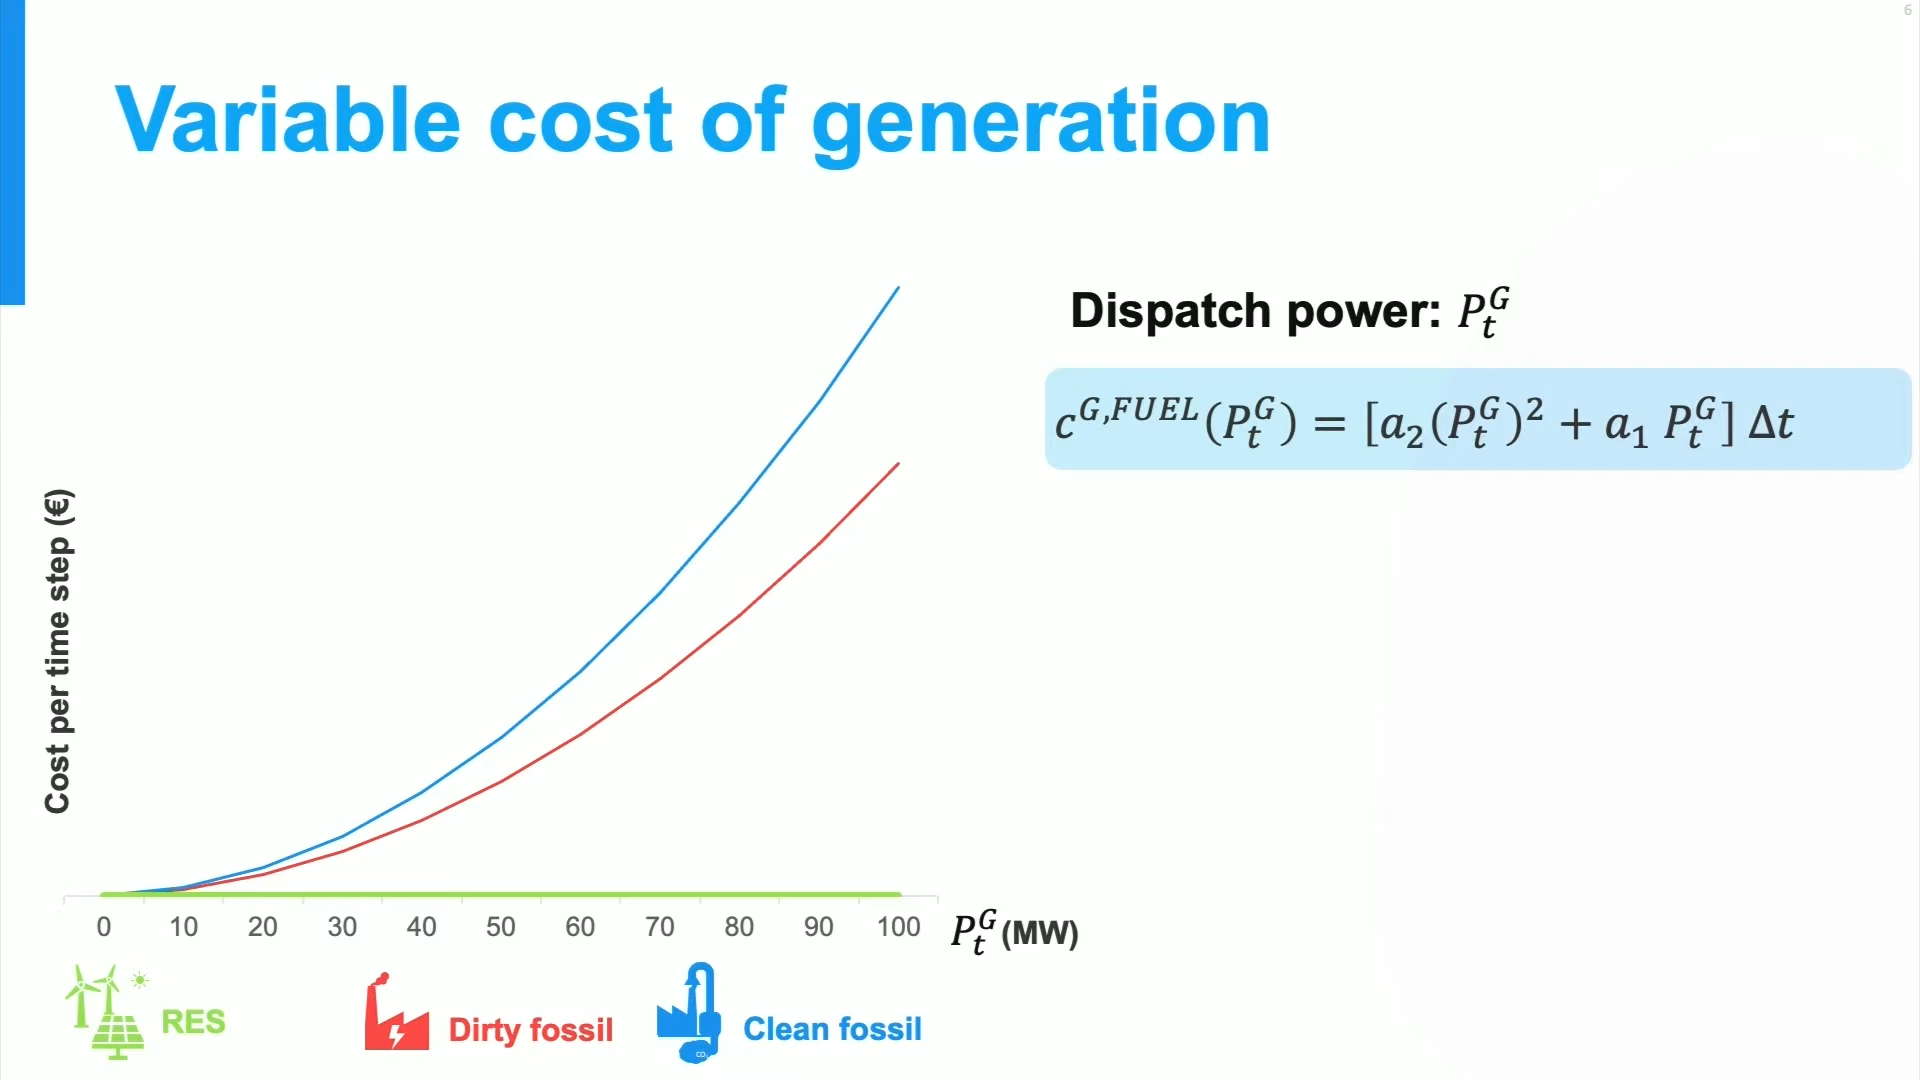 6
Variable cost of generation
Dispatch power: P_t^G
c^{G,FUEL}(P_t^G) = [a_2(P_t^G)^2 + a_1 P_t^G] Δt
Cost per time step (€)
0 10 20 30 40 50 60 70 80 90 100
P_t^G (MW)
RES
Dirty fossil
Clean fossil